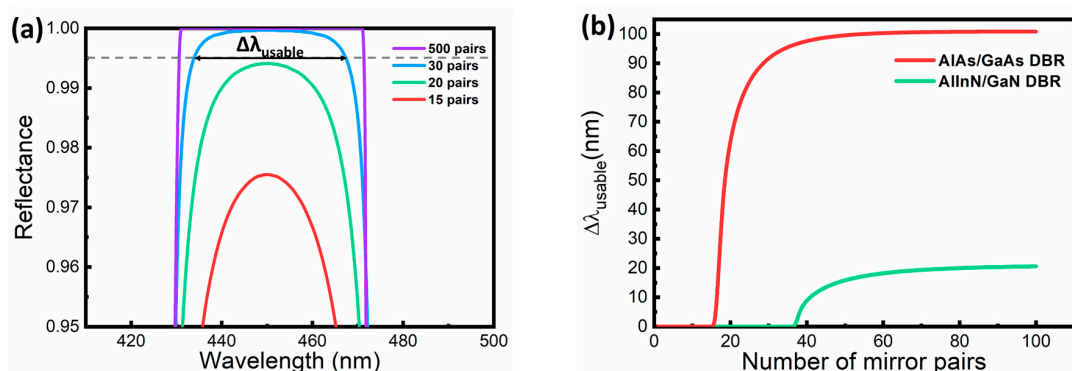 (a)
1.00
0.99
0.98
0.97
0.96
0.95
Reflectance
Δλusable
500 pairs
30 pairs
20 pairs
15 pairs
420
440
460
480
500
Wavelength (nm)
(b)
100
90
80
70
60
50
40
30
20
10
0
Δλusable(nm)
AlAs/GaAs DBR
AlInN/GaN DBR
0
20
40
60
80
100
Number of mirror pairs